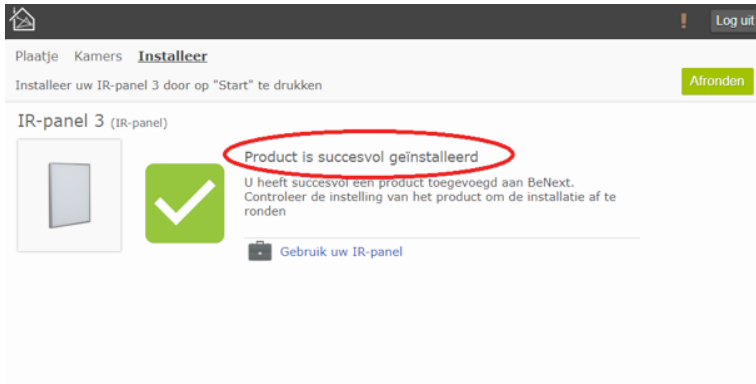 Log uit
Plaatje Kamers Installeer
Installeer uw IR-panel 3 door op "Start" te drukken
Afronden
IR-panel 3 (IR-panel)
Product is succesvol geïnstalleerd
U heeft succesvol een product toegevoegd aan BeNext.
Controleer de instelling van het product om de installatie af te
ronden
Gebruik uw IR-panel